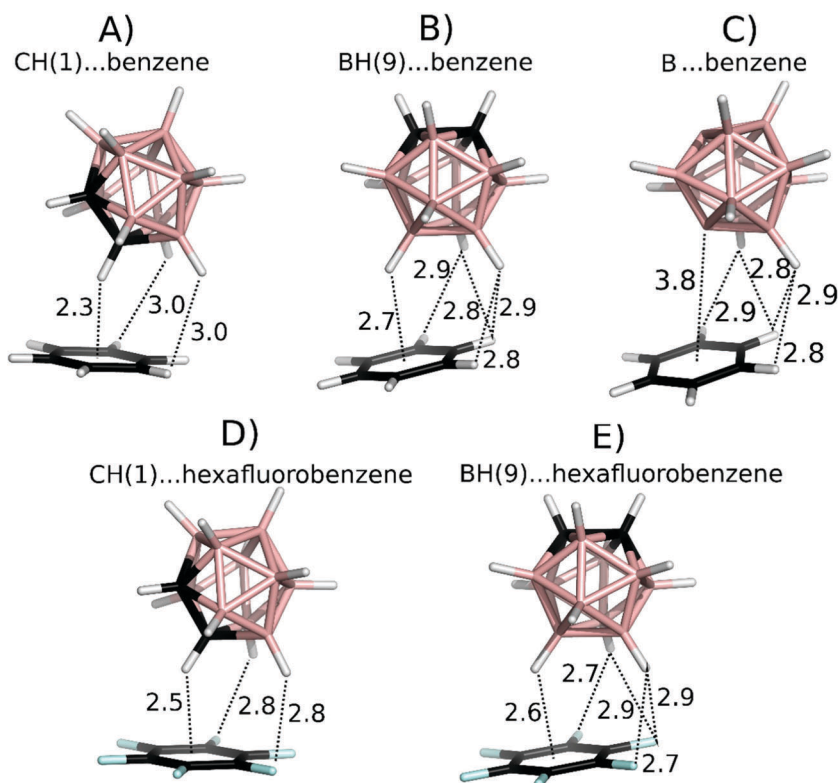 A)
CH(1)...benzene
2.3
3.0
3.0
B)
BH(9)...benzene
2.9
2.7
2.8
2.9
2.8
C)
B ...benzene
3.8
2.8
2.9
2.9
2.8
D)
CH(1)...hexafluorobenzene
2.5
2.8
2.8
E)
BH(9)...hexafluorobenzene
2.7
2.6
2.9
2.9
2.7